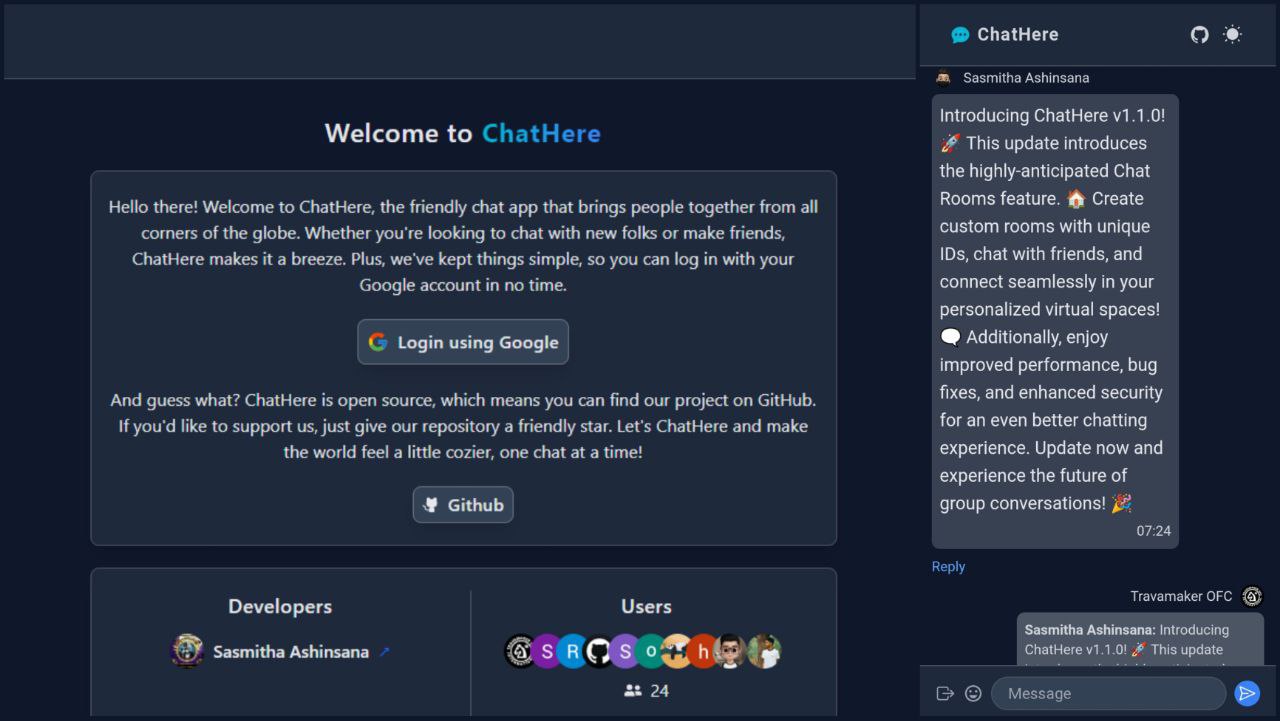 Welcome to ChatHere
Hello there! Welcome to ChatHere, the friendly chat app that brings people together from all
corners of the globe. Whether you're looking to chat with new folks or make friends,
ChatHere makes it a breeze. Plus, we've kept things simple, so you can log in with your
Google account in no time.
Login using Google
And guess what? ChatHere is open source, which means you can find our project on GitHub.
If you'd like to support us, just give our repository a friendly star. Let's ChatHere and make
the world feel a little cozier, one chat at a time!
Github
Developers
Sasmitha Ashinsana
Users
S R S o h
24
ChatHere
Sasmitha Ashinsana
Introducing ChatHere v1.1.0!
🚀 This update introduces
the highly-anticipated Chat
Rooms feature. 🏠 Create
custom rooms with unique
IDs, chat with friends, and
connect seamlessly in your
personalized virtual spaces!
🗨️ Additionally, enjoy
improved performance, bug
fixes, and enhanced security
for an even better chatting
experience. Update now and
experience the future of
group conversations! 🎉
07:24
Reply
Travamaker OFC
Sasmitha Ashinsana: Introducing
ChatHere v1.1.0! 🚀 This update
Message